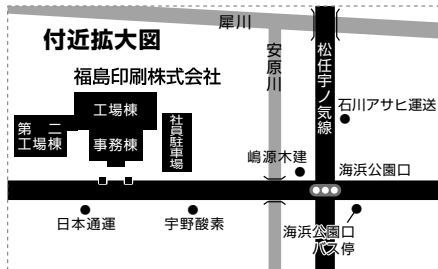 犀川
付近拡大図
安原川
松任宇ノ気線
福島印刷株式会社
工場棟
石川アサヒ運送
第二
工場棟
事務棟
社員駐車場
嶋源木建
海浜公園口
日本通運
宇野酸素
海浜公園口
バス停